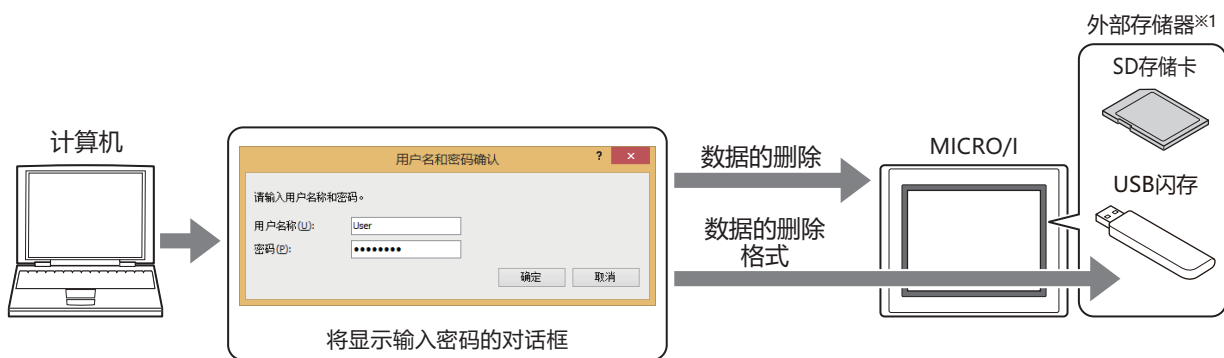 外部存储器※1
SD存储卡
计算机
用户名和密码确认
? ×
数据的删除
MICRO/I
请输入用户名称和密码。
USB闪存
用户名称(U): User
数据的删除
格式
密码(P): ●●●●●●●●
确定 取消
将显示输入密码的对话框